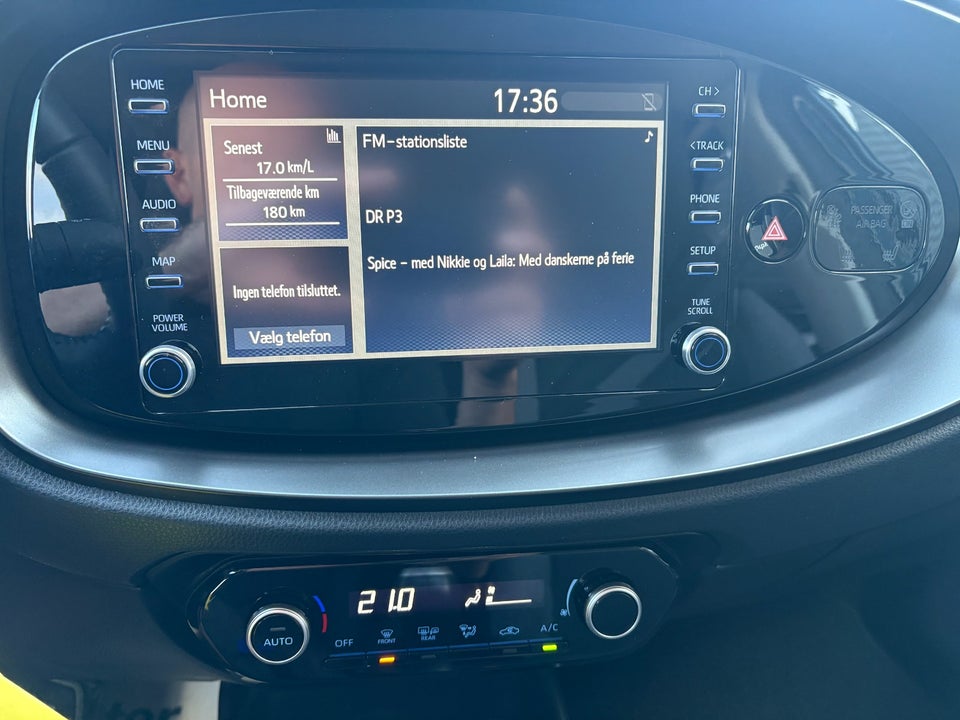 HOME
MENU
AUDIO
MAP
POWER
VOLUME
Home
17:36
Senest
17.0 km/L
Tilbageværende km
180 km
Ingen telefon tilsluttet.
Vælg telefon
FM-stationsliste
DR P3
Spice - med Nikkie og Laila: Med danskerne på ferie
CH >
< TRACK
PHONE
SETUP
TUNE
SCROLL
PASSENGER
AIRBAG
21.0
AUTO
OFF
FRONT
REAR
A/C